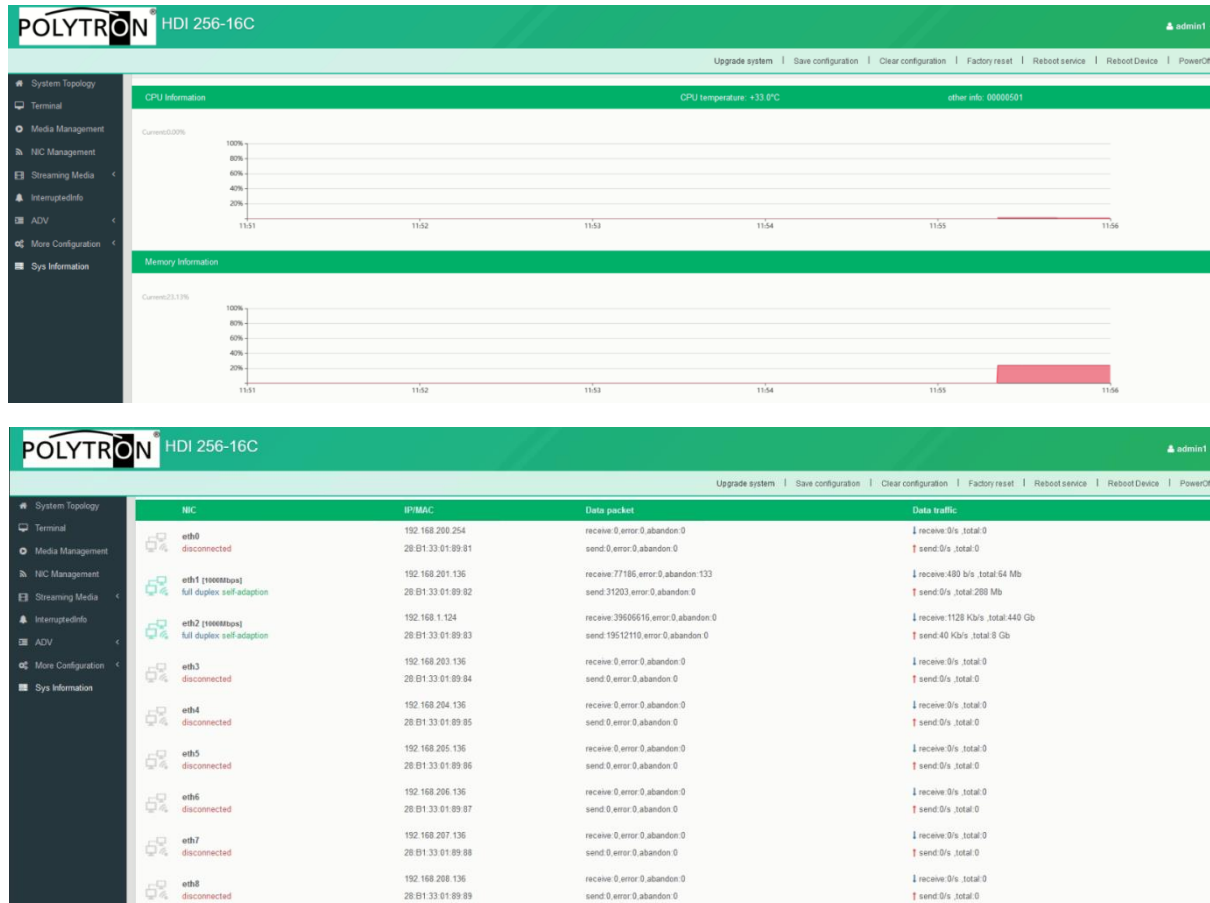 POLYTRON® HDI 256-16C
admin1
Upgrade system | Save configuration | Clear configuration | Factory reset | Reboot service | Reboot Device | PowerOff
System Topology
Terminal
Media Management
NIC Management
Streaming Media
InterruptedInfo
ADV
More Configuration
Sys Information
CPU Information CPU temperature: +33.0°C other info: 00000501
Current:0.00%
100%
80%
60%
40%
20%
11:51 11:52 11:53 11:54 11:55 11:56
Memory Information
Current:23.13%
100%
80%
60%
40%
20%
11:51 11:52 11:53 11:54 11:55 11:56
POLYTRON® HDI 256-16C
admin1
Upgrade system | Save configuration | Clear configuration | Factory reset | Reboot service | Reboot Device | PowerOff
System Topology
Terminal
Media Management
NIC Management
Streaming Media
InterruptedInfo
ADV
More Configuration
Sys Information
NIC IP/MAC Data packet Data traffic
eth0 192.168.200.254 receive:0,error:0,abandon:0 receive:0/s ,total:0
disconnected 28:B1:33:01:89:81 send:0,error:0,abandon:0 send:0/s ,total:0
eth1 [1000Mbps] 192.168.201.136 receive:77186,error:0,abandon:133 receive:480 b/s ,total:64 Mb
full duplex self-adaption 28:B1:33:01:89:82 send:31203,error:0,abandon:0 send:0/s ,total:288 Mb
eth2 [1000Mbps] 192.168.1.124 receive:39606616,error:0,abandon:0 receive:1128 Kb/s ,total:440 Gb
full duplex self-adaption 28:B1:33:01:89:83 send:19512110,error:0,abandon:0 send:40 Kb/s ,total:8 Gb
eth3 192.168.203.136 receive:0,error:0,abandon:0 receive:0/s ,total:0
disconnected 28:B1:33:01:89:84 send:0,error:0,abandon:0 send:0/s ,total:0
eth4 192.168.204.136 receive:0,error:0,abandon:0 receive:0/s ,total:0
disconnected 28:B1:33:01:89:85 send:0,error:0,abandon:0 send:0/s ,total:0
eth5 192.168.205.136 receive:0,error:0,abandon:0 receive:0/s ,total:0
disconnected 28:B1:33:01:89:86 send:0,error:0,abandon:0 send:0/s ,total:0
eth6 192.168.206.136 receive:0,error:0,abandon:0 receive:0/s ,total:0
disconnected 28:B1:33:01:89:87 send:0,error:0,abandon:0 send:0/s ,total:0
eth7 192.168.207.136 receive:0,error:0,abandon:0 receive:0/s ,total:0
disconnected 28:B1:33:01:89:88 send:0,error:0,abandon:0 send:0/s ,total:0
eth8 192.168.208.136 receive:0,error:0,abandon:0 receive:0/s ,total:0
disconnected 28:B1:33:01:89:89 send:0,error:0,abandon:0 send:0/s ,total:0